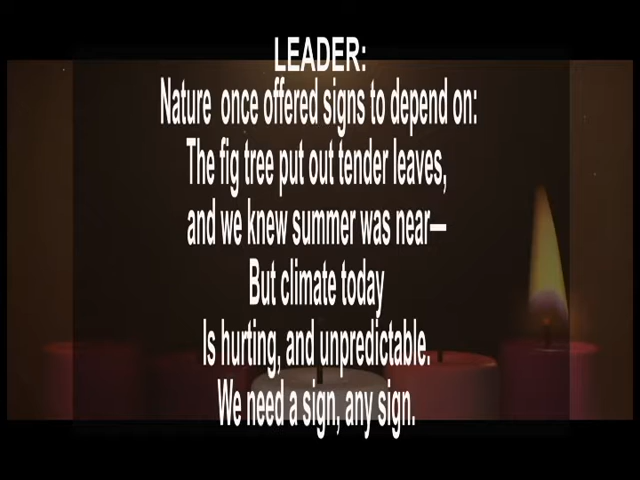 LEADER:
Nature once offered signs to depend on:
The fig tree put out tender leaves,
and we knew summer was near—
But climate today
Is hurting, and unpredictable.
We need a sign, any sign.